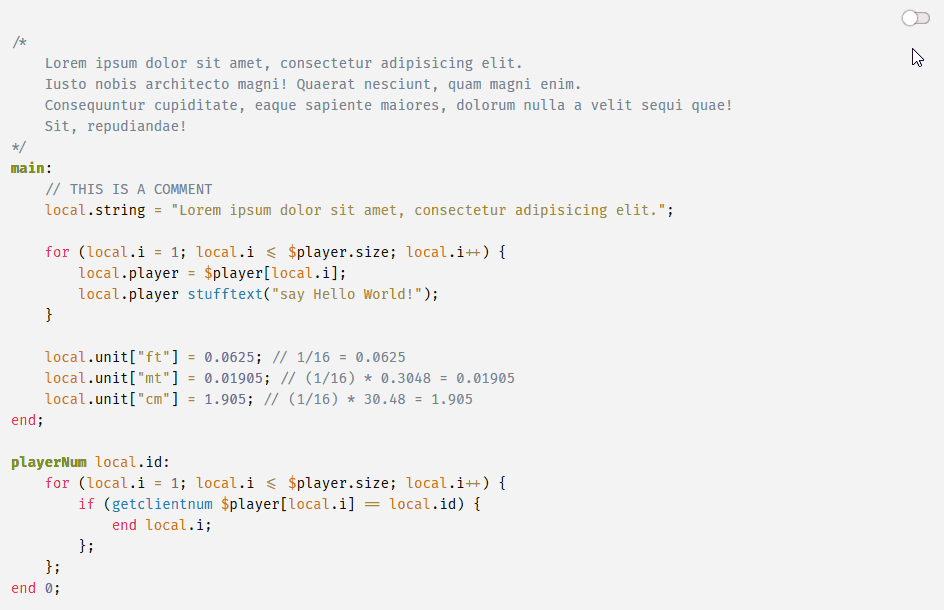 /*
    Lorem ipsum dolor sit amet, consectetur adipisicing elit.
    Iusto nobis architecto magni! Quaerat nesciunt, quam magni enim.
    Consequuntur cupiditate, eaque sapiente maiores, dolorum nulla a velit sequi quae!
    Sit, repudiandae!
*/
main:
    // THIS IS A COMMENT
    local.string = "Lorem ipsum dolor sit amet, consectetur adipisicing elit.";

    for (local.i = 1; local.i <= $player.size; local.i++) {
        local.player = $player[local.i];
        local.player stufftext("say Hello World!");
    }

    local.unit["ft"] = 0.0625; // 1/16 = 0.0625
    local.unit["mt"] = 0.01905; // (1/16) * 0.3048 = 0.01905
    local.unit["cm"] = 1.905; // (1/16) * 30.48 = 1.905
end;

playerNum local.id:
    for (local.i = 1; local.i <= $player.size; local.i++) {
        if (getclientnum $player[local.i] == local.id) {
            end local.i;
        };
    };
end 0;